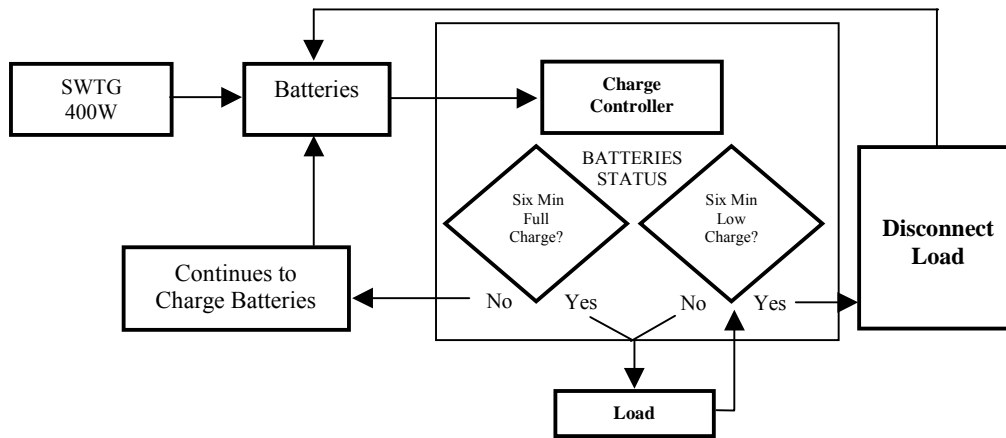 SWTG
400W
Batteries
Charge
Controller
BATTERIES
STATUS
Six Min
Full
Charge?
Six Min
Low
Charge?
Disconnect
Load
Continues to
Charge Batteries
No
Yes
No
Yes
Load